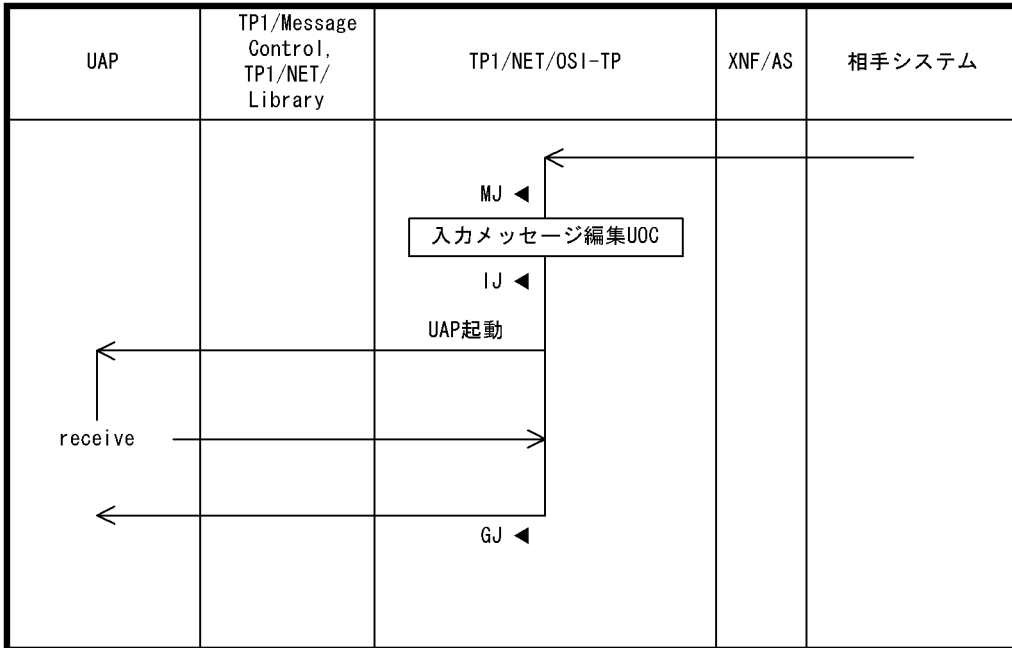 UAP
TP1/Message
Control,
TP1/NET/
Library
TP1/NET/OSI-TP
XNF/AS
相手システム
MJ
入力メッセージ編集UOC
IJ
UAP起動
receive
GJ